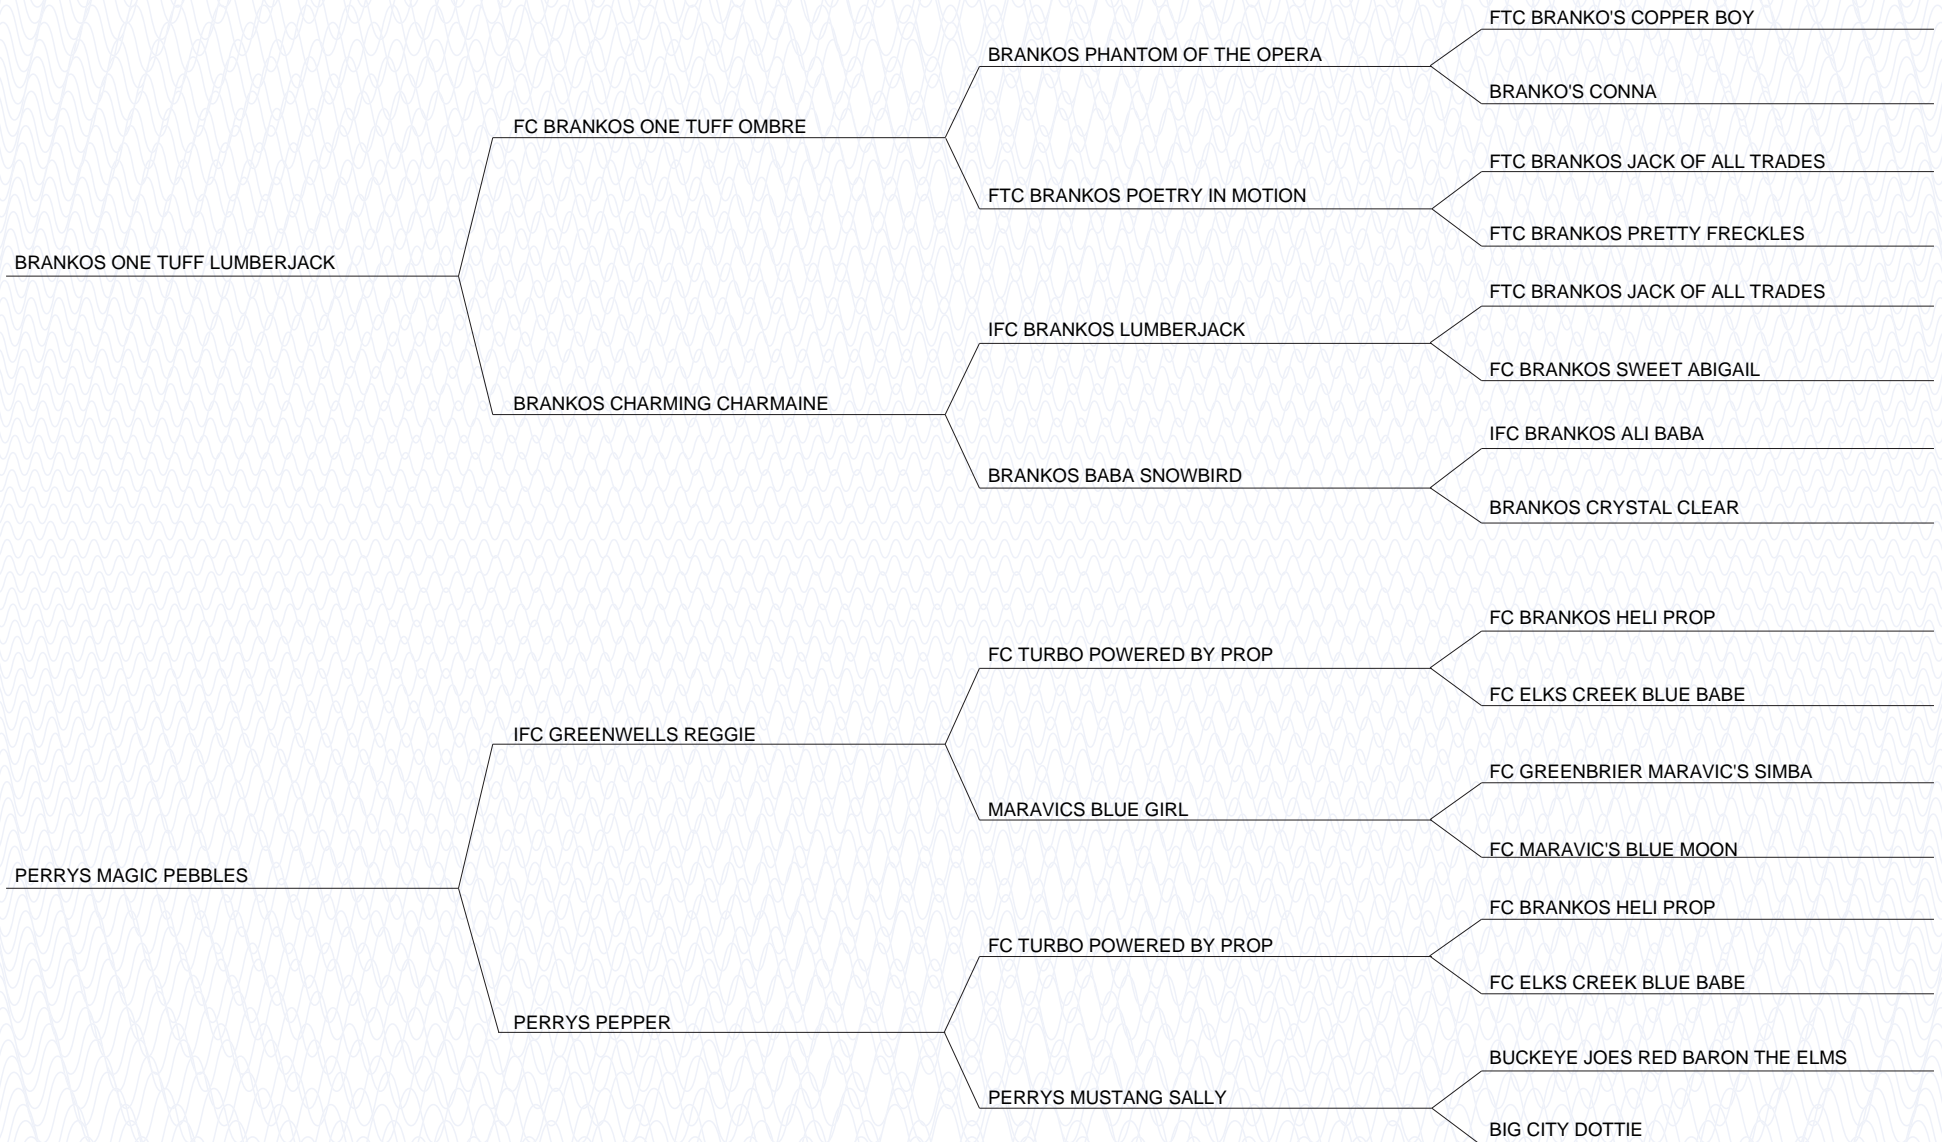 FTC BRANKO'S COPPER BOY
BRANKOS PHANTOM OF THE OPERA
BRANKO'S CONNA
FC BRANKOS ONE TUFF OMBRE
FTC BRANKOS JACK OF ALL TRADES
FTC BRANKOS POETRY IN MOTION
FTC BRANKOS PRETTY FRECKLES
BRANKOS ONE TUFF LUMBERJACK
FTC BRANKOS JACK OF ALL TRADES
IFC BRANKOS LUMBERJACK
FC BRANKOS SWEET ABIGAIL
BRANKOS CHARMING CHARMAINE
IFC BRANKOS ALI BABA
BRANKOS BABA SNOWBIRD
BRANKOS CRYSTAL CLEAR
FC BRANKOS HELI PROP
FC TURBO POWERED BY PROP
FC ELKS CREEK BLUE BABE
IFC GREENWELLS REGGIE
FC GREENBRIER MARAVIC'S SIMBA
MARAVICS BLUE GIRL
FC MARAVIC'S BLUE MOON
PERRYS MAGIC PEBBLES
FC BRANKOS HELI PROP
FC TURBO POWERED BY PROP
FC ELKS CREEK BLUE BABE
PERRYS PEPPER
BUCKEYE JOES RED BARON THE ELMS
PERRYS MUSTANG SALLY
BIG CITY DOTTIE